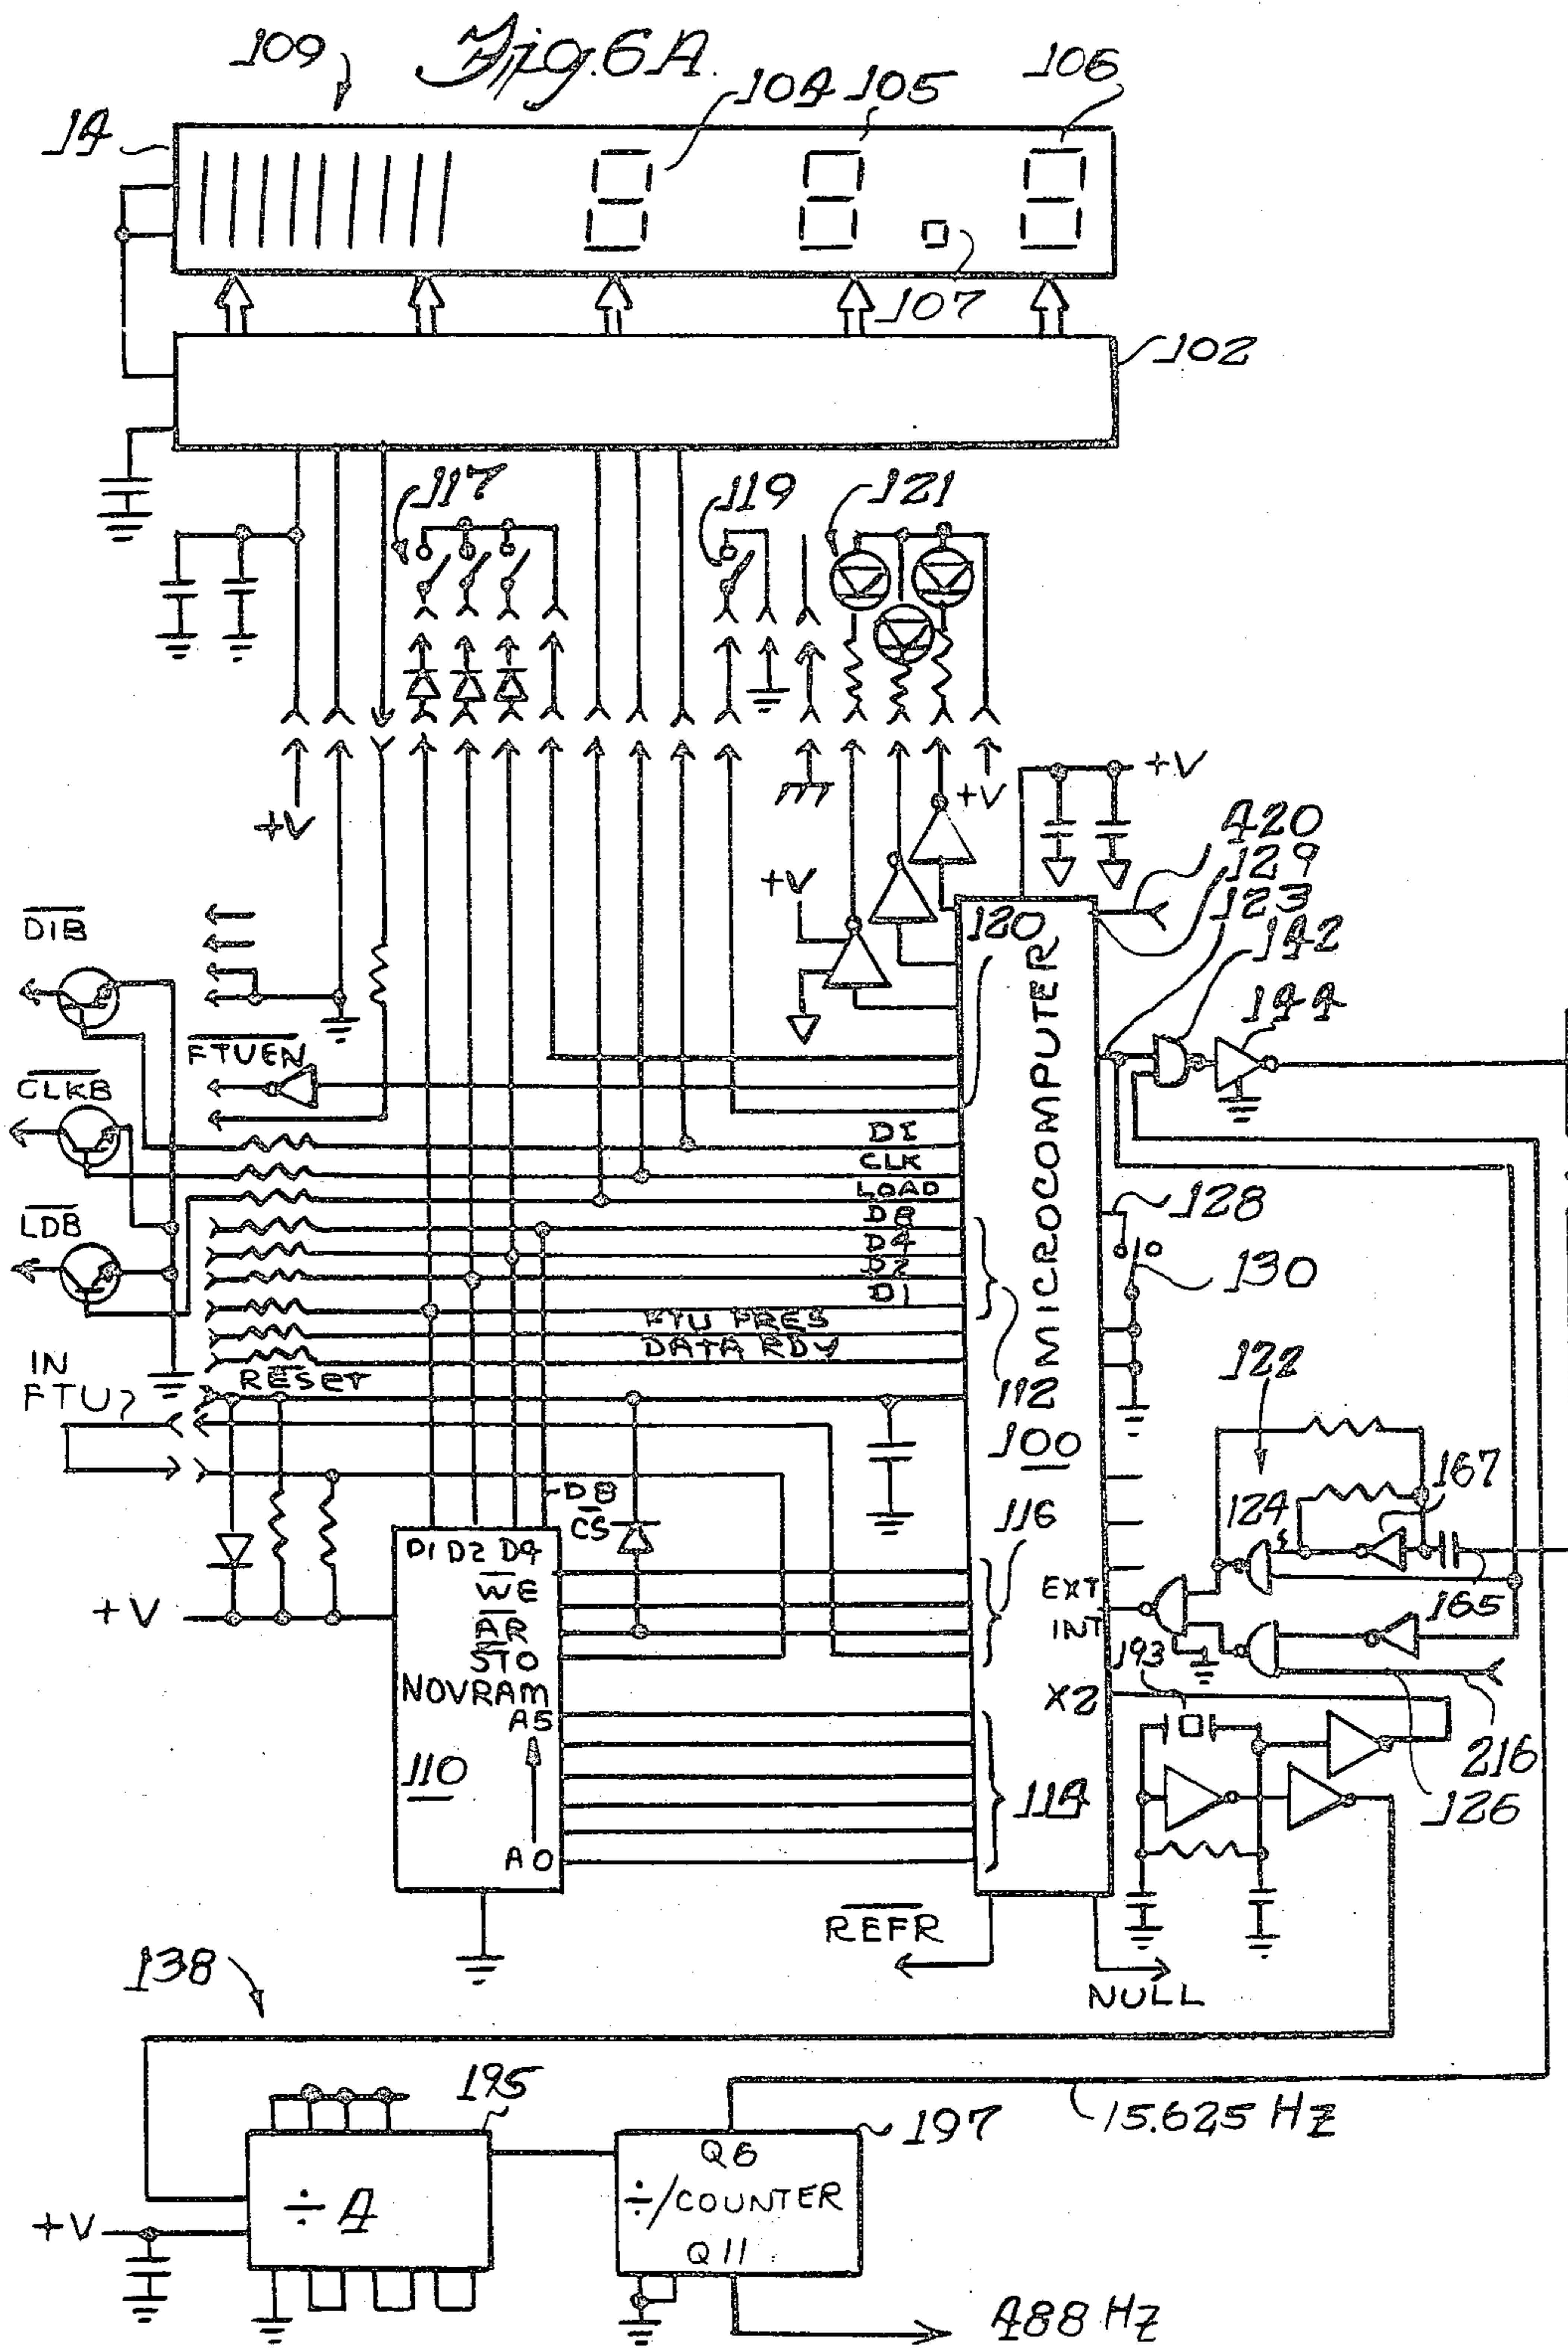 Fig. 6A.
109
14
104
105
106
107
102
117
119
121
+V
+V
+V
+V
420
129
123
142
144
120
DIB
FTUEN
CLKB
LDB
DI
CLK
LOAD
D8
D4
D2
D1
FTU PRES
DATA RDY
RESET
IN
FTU
MICROCOMPUTER
100
112
128
130
122
167
124
165
116
EXT
INT
193
X2
216
126
D8
CS
D1 D2 D4
WE
AR
STO
NOVRAM
A5
110
A0
+V
114
REFR
NULL
138
195
÷4
+V
197
Q6
÷/COUNTER
Q11
15.625 Hz
488 Hz